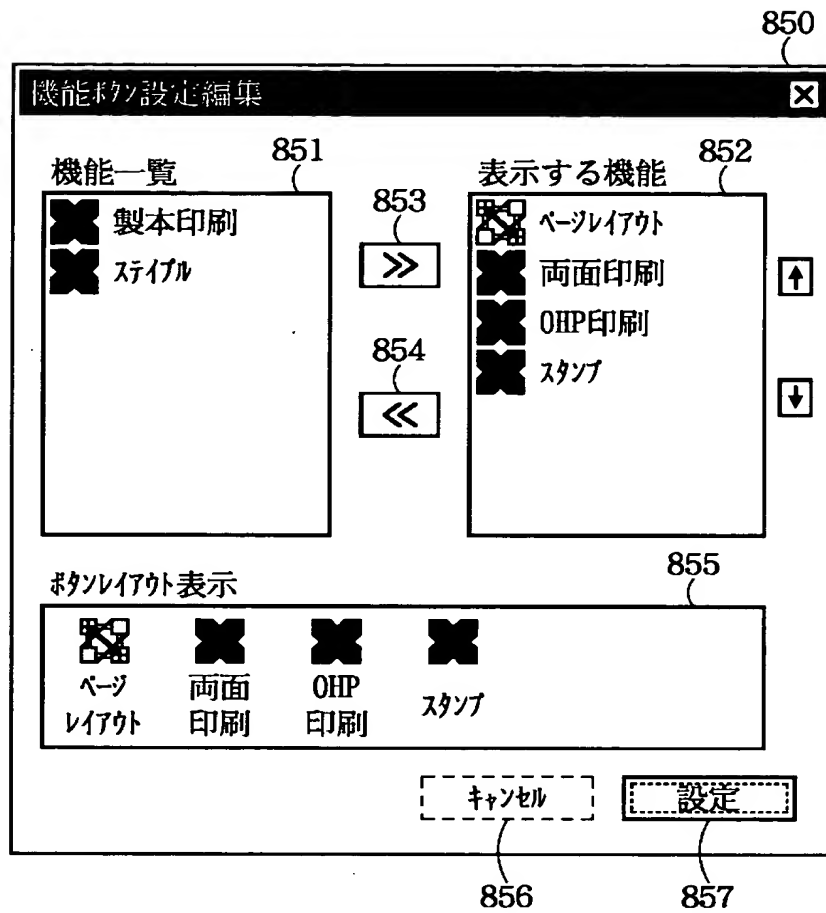 850
機能ボタン設定編集
機能一覧
851
製本印刷
ステイプル
853
>>
854
<<
表示する機能
852
ページレイアウト
両面印刷
OHP印刷
スタンプ
ボタンレイアウト表示
855
ページ
レイアウト
両面
印刷
OHP
印刷
スタンプ
キャンセル
設定
856
857